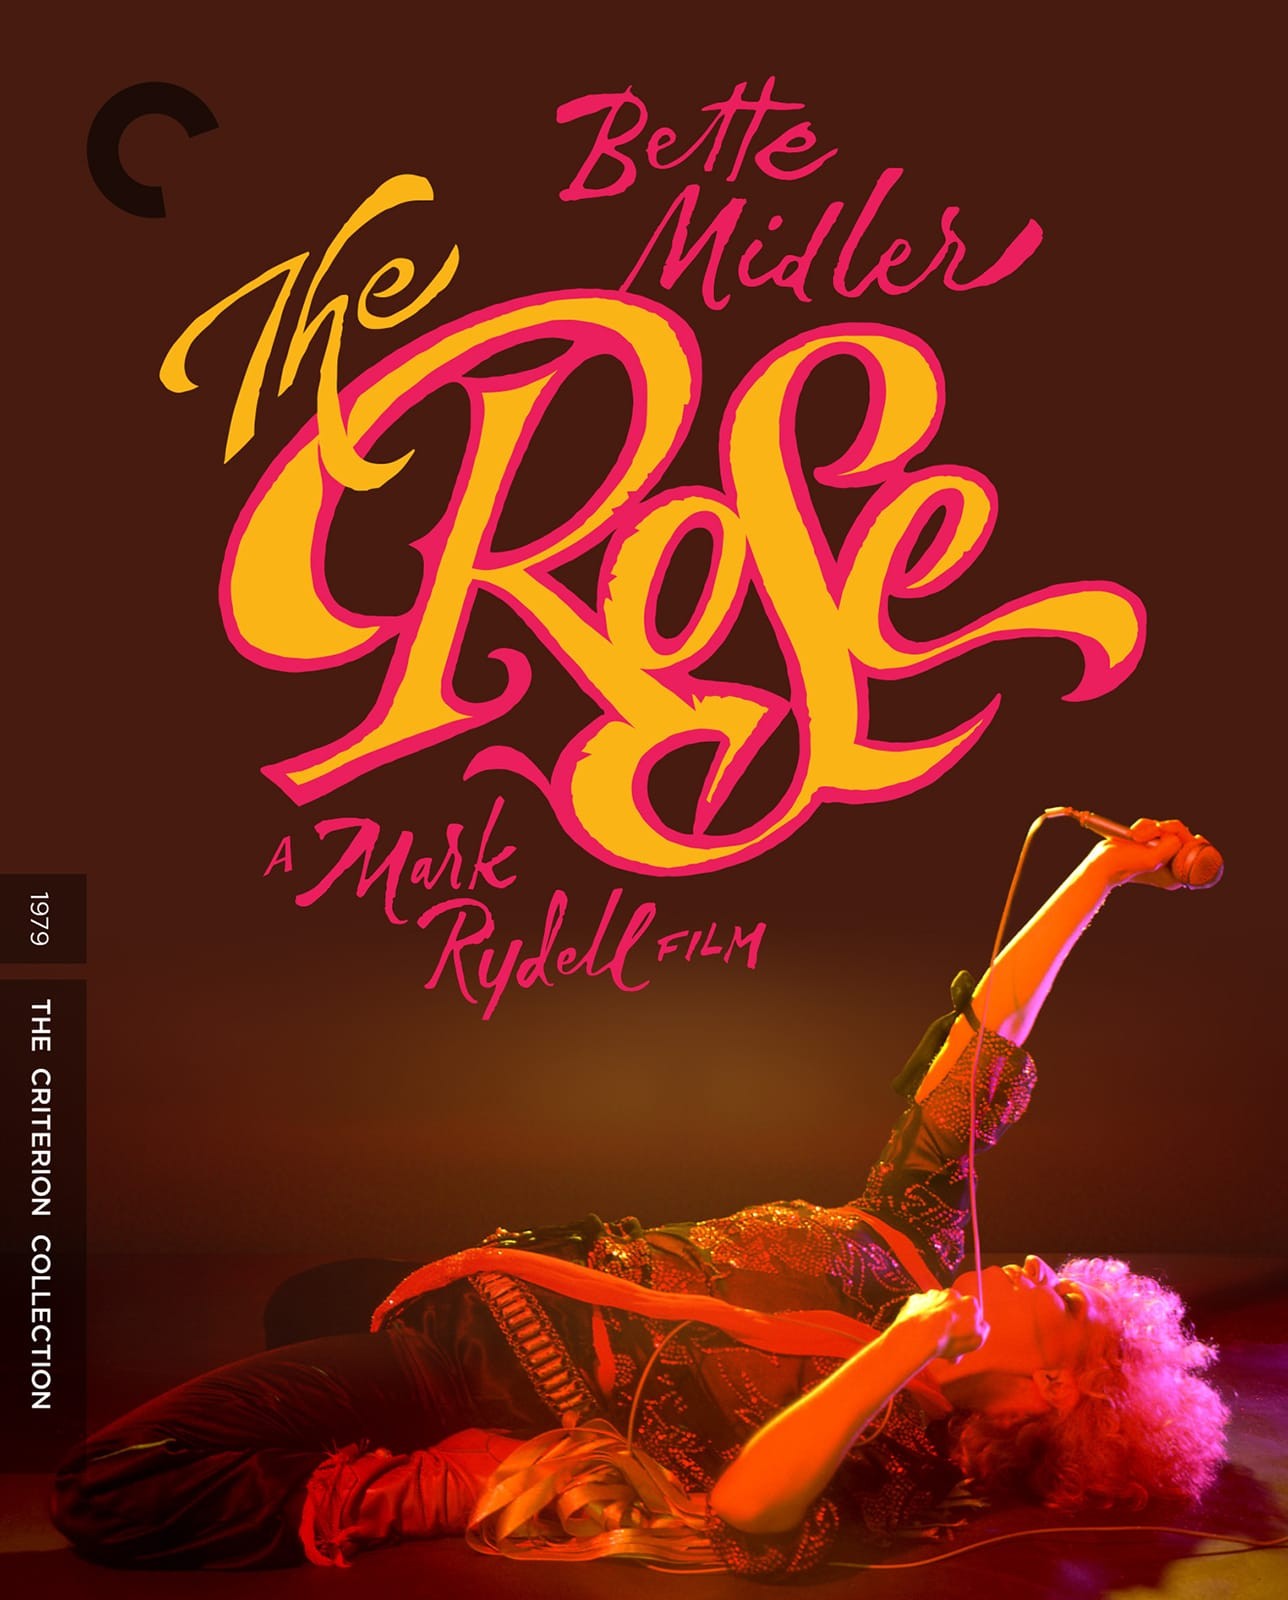 Bette
Midler
The
Rose
A Mark
Rydell FILM
1979
THE CRITERION COLLECTION